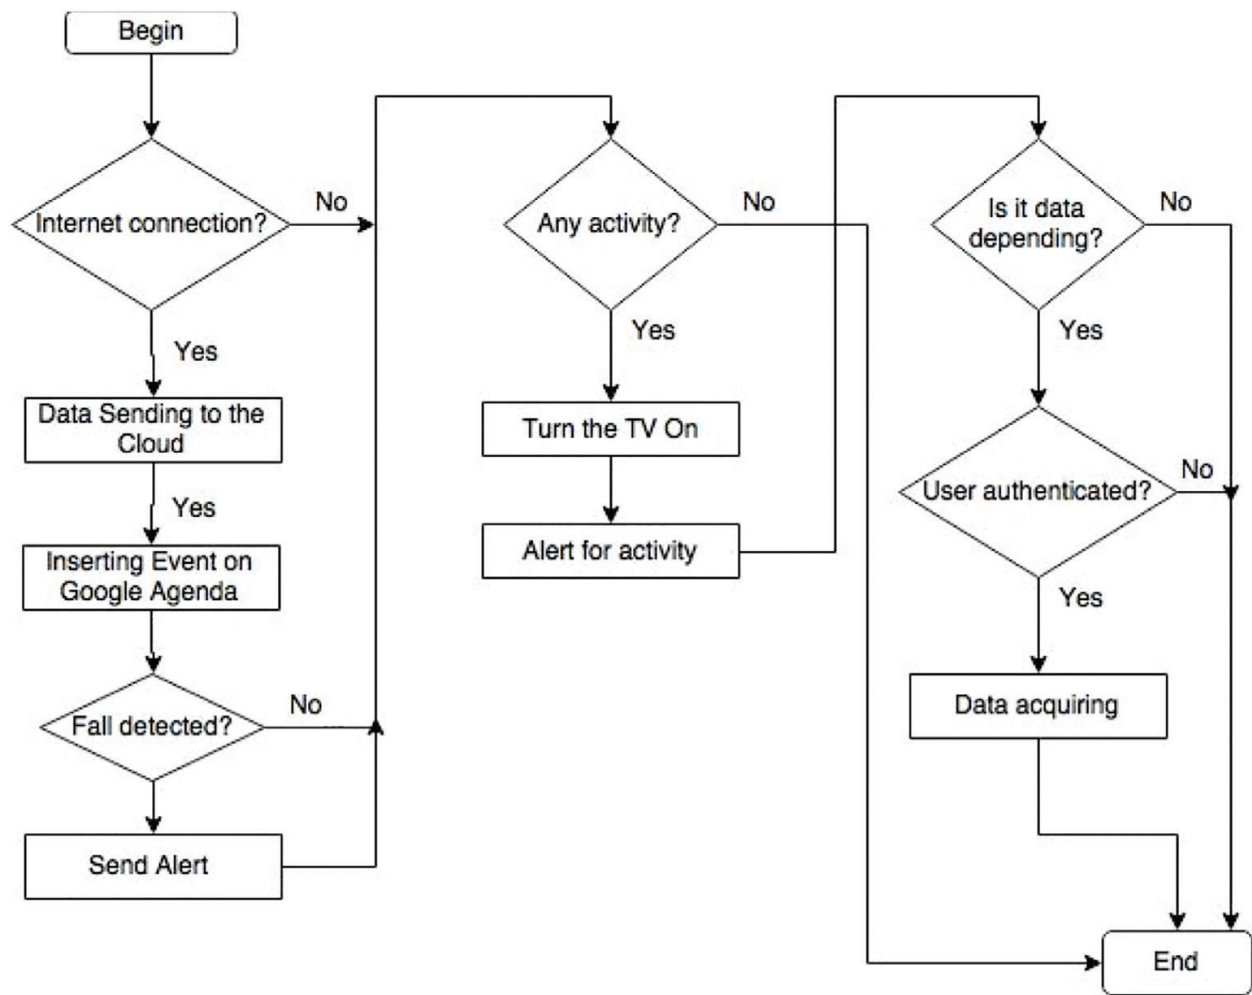 Begin
Internet connection?
No
Yes
Data Sending to the
Cloud
Yes
Inserting Event on
Google Agenda
Fall detected?
No
Send Alert
Any activity?
No
Yes
Turn the TV On
Alert for activity
Is it data
depending?
No
Yes
User authenticated?
No
Yes
Data acquiring
End